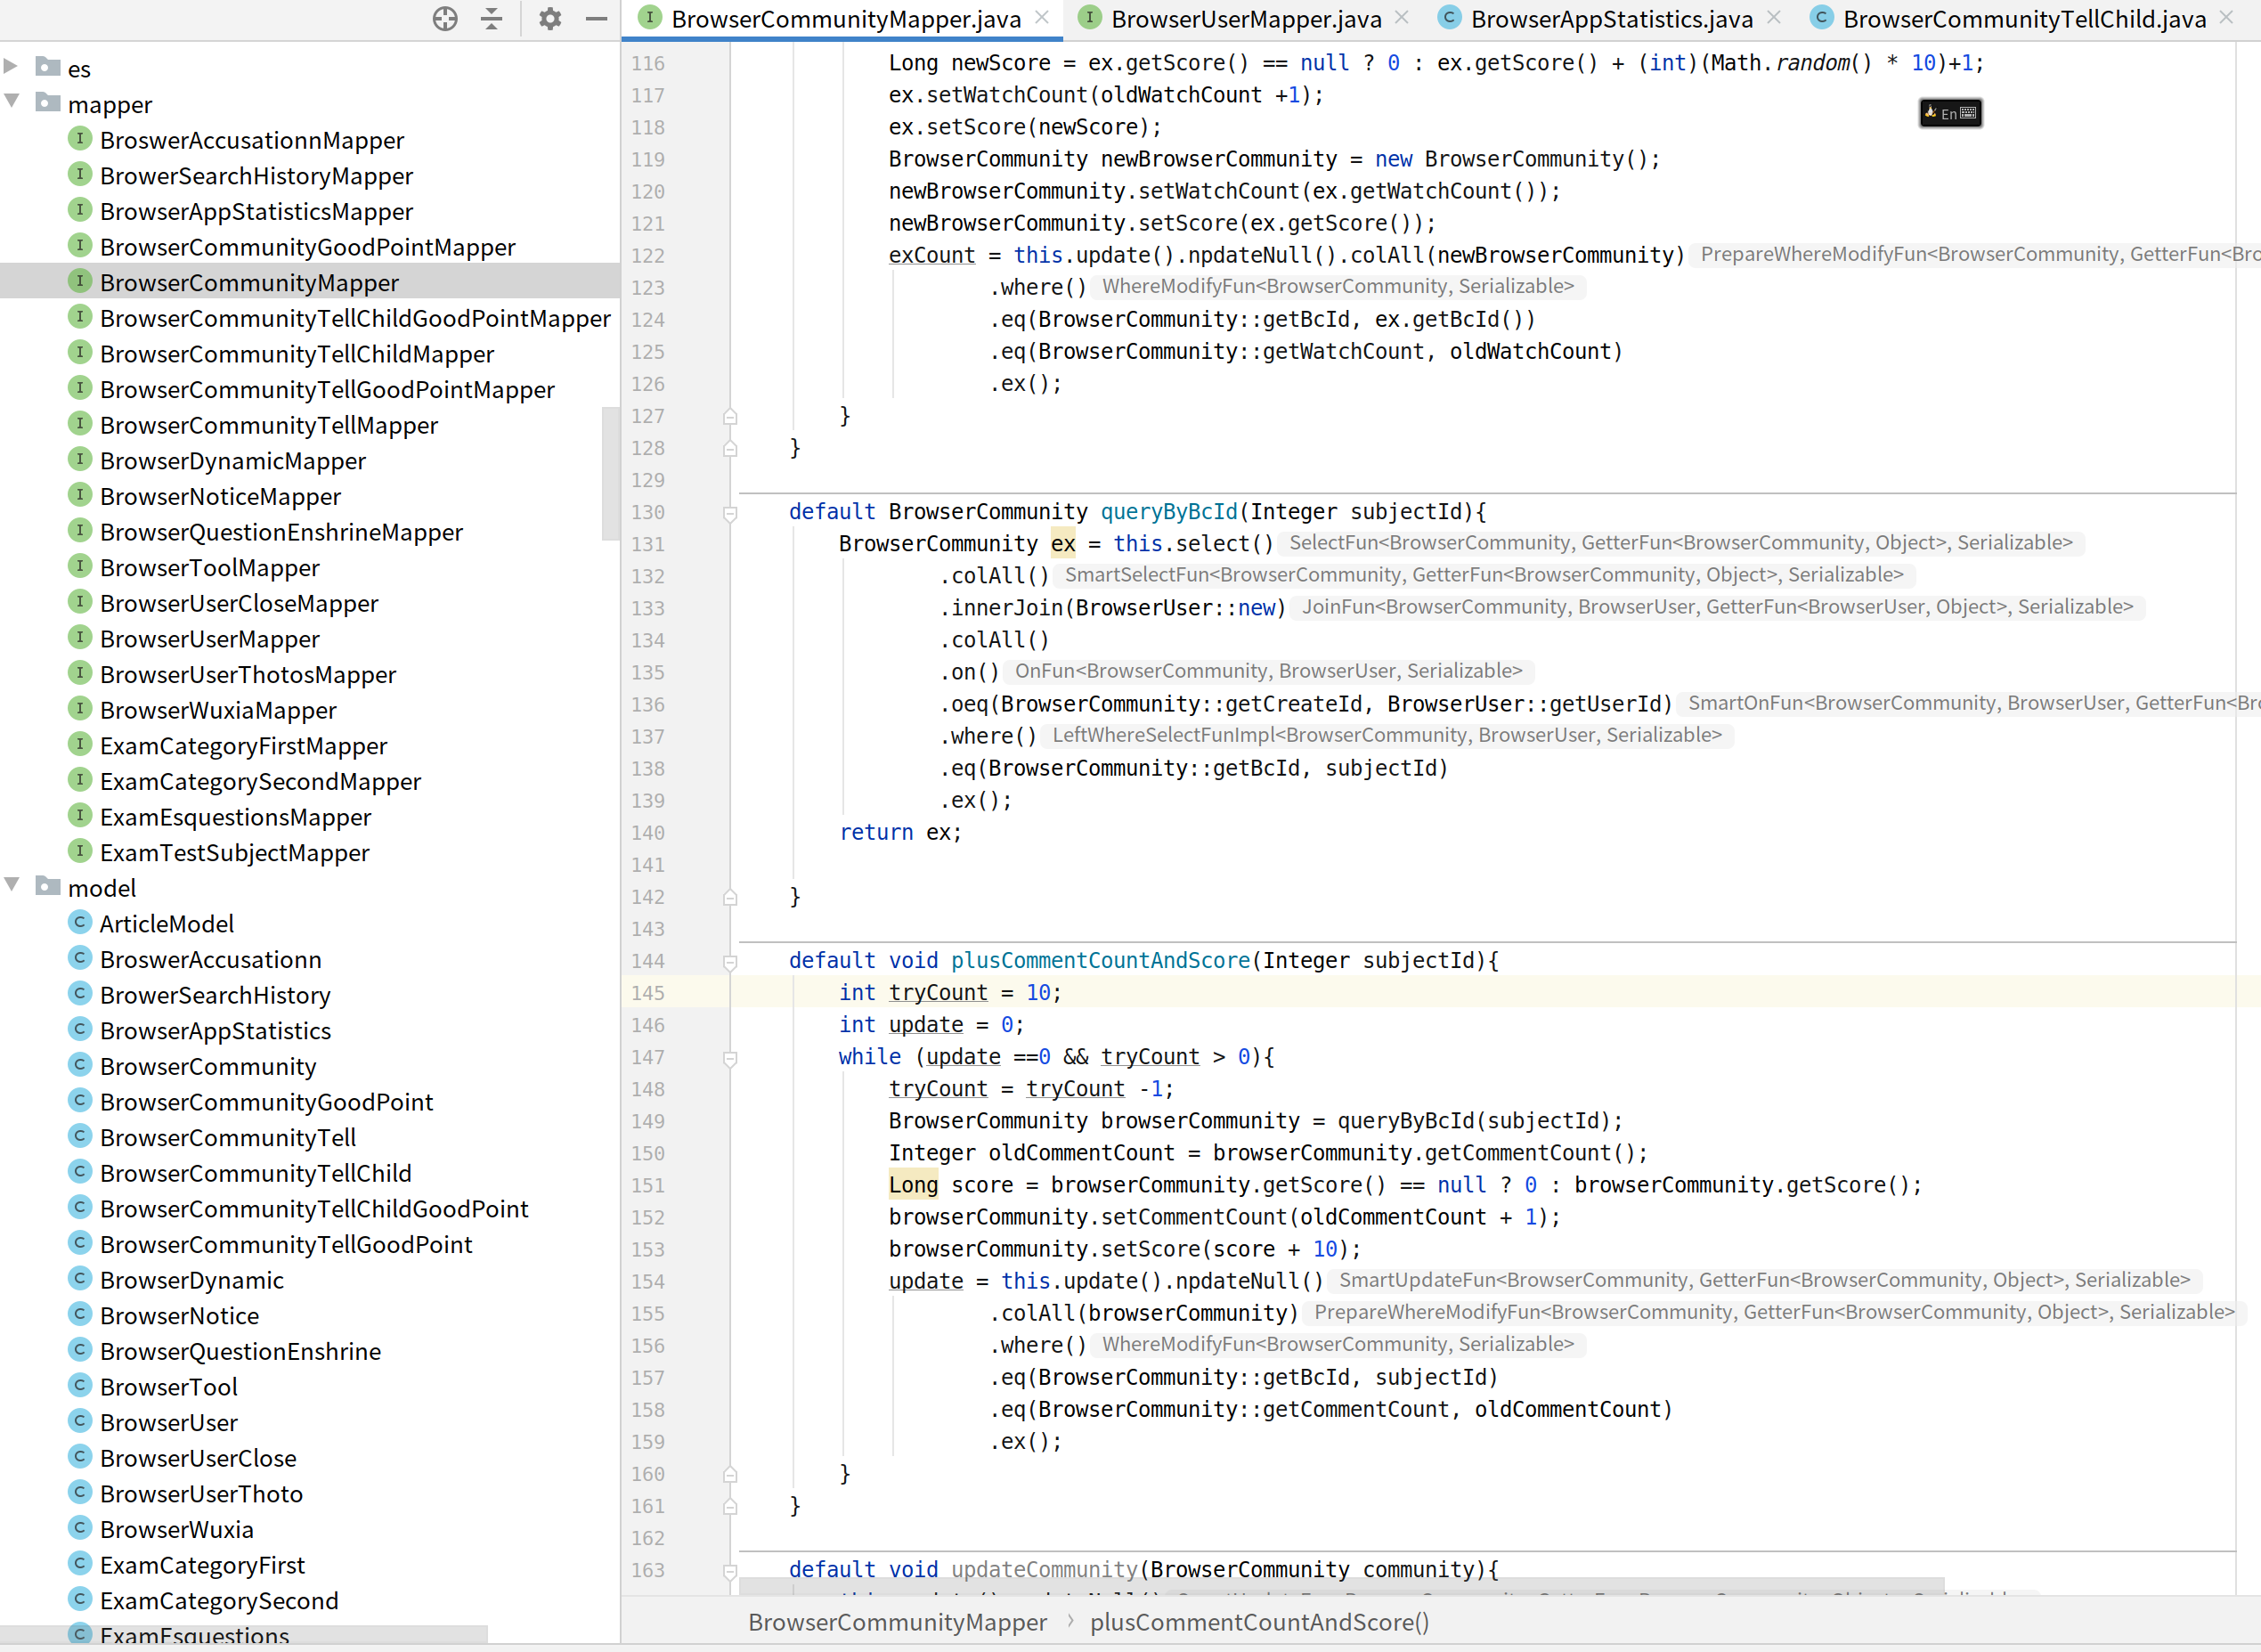 es
mapper
BroswerAccusationnMapper
BrowerSearchHistoryMapper
BrowserAppStatisticsMapper
BrowserCommunityGoodPointMapper
BrowserCommunityMapper
BrowserCommunityTellChildGoodPointMapper
BrowserCommunityTellChildMapper
BrowserCommunityTellGoodPointMapper
BrowserCommunityTellMapper
BrowserDynamicMapper
BrowserNoticeMapper
BrowserQuestionEnshrineMapper
BrowserToolMapper
BrowserUserCloseMapper
BrowserUserMapper
BrowserUserThotosMapper
BrowserWuxiaMapper
ExamCategoryFirstMapper
ExamCategorySecondMapper
ExamEsquestionsMapper
ExamTestSubjectMapper
model
ArticleModel
BroswerAccusationn
BrowerSearchHistory
BrowserAppStatistics
BrowserCommunity
BrowserCommunityGoodPoint
BrowserCommunityTell
BrowserCommunityTellChild
BrowserCommunityTellChildGoodPoint
BrowserCommunityTellGoodPoint
BrowserDynamic
BrowserNotice
BrowserQuestionEnshrine
BrowserTool
BrowserUser
BrowserUserClose
BrowserUserThoto
BrowserWuxia
ExamCategoryFirst
ExamCategorySecond
ExamEsquestions
BrowserCommunityMapper.java BrowserUserMapper.java BrowserAppStatistics.java BrowserCommunityTellChild.java
116 Long newScore = ex.getScore() == null ? 0 : ex.getScore() + (int)(Math.random() * 10)+1;
En
117 ex.setWatchCount(oldWatchCount +1);
118 ex.setScore(newScore);
119 BrowserCommunity newBrowserCommunity = new BrowserCommunity();
120 newBrowserCommunity.setWatchCount(ex.getWatchCount());
121 newBrowserCommunity.setScore(ex.getScore());
122 exCount = this.update().npdateNull().colAll(newBrowserCommunity) PrepareWhereModifyFun<BrowserCommunity, GetterFun<Bro
123 .where() WhereModifyFun<BrowserCommunity, Serializable>
124 .eq(BrowserCommunity::getBcId, ex.getBcId())
125 .eq(BrowserCommunity::getWatchCount, oldWatchCount)
126 .ex();
127 }
128 }
129
130 default BrowserCommunity queryByBcId(Integer subjectId){
131 BrowserCommunity ex = this.select() SelectFun<BrowserCommunity, GetterFun<BrowserCommunity, Object>, Serializable>
132 .colAll() SmartSelectFun<BrowserCommunity, GetterFun<BrowserCommunity, Object>, Serializable>
133 .innerJoin(BrowserUser::new) JoinFun<BrowserCommunity, BrowserUser, GetterFun<BrowserUser, Object>, Serializable>
134 .colAll()
135 .on() OnFun<BrowserCommunity, BrowserUser, Serializable>
136 .oeq(BrowserCommunity::getCreateId, BrowserUser::getUserId) SmartOnFun<BrowserCommunity, BrowserUser, GetterFun<Bro
137 .where() LeftWhereSelectFunImpl<BrowserCommunity, BrowserUser, Serializable>
138 .eq(BrowserCommunity::getBcId, subjectId)
139 .ex();
140 return ex;
141
142 }
143
144 default void plusCommentCountAndScore(Integer subjectId){
145 int tryCount = 10;
146 int update = 0;
147 while (update ==0 && tryCount > 0){
148 tryCount = tryCount -1;
149 BrowserCommunity browserCommunity = queryByBcId(subjectId);
150 Integer oldCommentCount = browserCommunity.getCommentCount();
151 Long score = browserCommunity.getScore() == null ? 0 : browserCommunity.getScore();
152 browserCommunity.setCommentCount(oldCommentCount + 1);
153 browserCommunity.setScore(score + 10);
154 update = this.update().npdateNull() SmartUpdateFun<BrowserCommunity, GetterFun<BrowserCommunity, Object>, Serializable>
155 .colAll(browserCommunity) PrepareWhereModifyFun<BrowserCommunity, GetterFun<BrowserCommunity, Object>, Serializable>
156 .where() WhereModifyFun<BrowserCommunity, Serializable>
157 .eq(BrowserCommunity::getBcId, subjectId)
158 .eq(BrowserCommunity::getCommentCount, oldCommentCount)
159 .ex();
160 }
161 }
162
163 default void updateCommunity(BrowserCommunity community){
BrowserCommunityMapper › plusCommentCountAndScore()